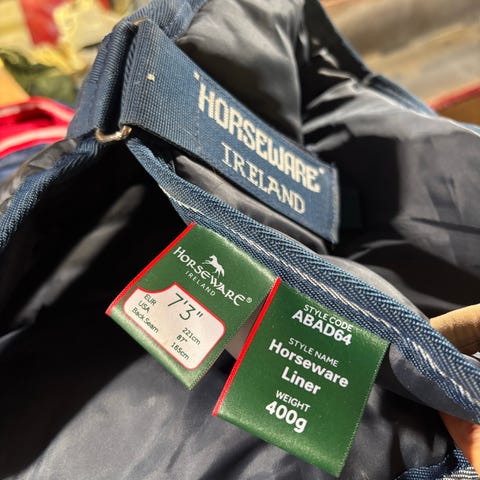 HORSEWARE®
IRELAND
HORSEWARE®
IRELAND
7'3"
EUR 221cm
USA 87"
Back Seam 165cm
STYLE CODE
ABAD64
STYLE NAME
Horseware
Liner
WEIGHT
400g